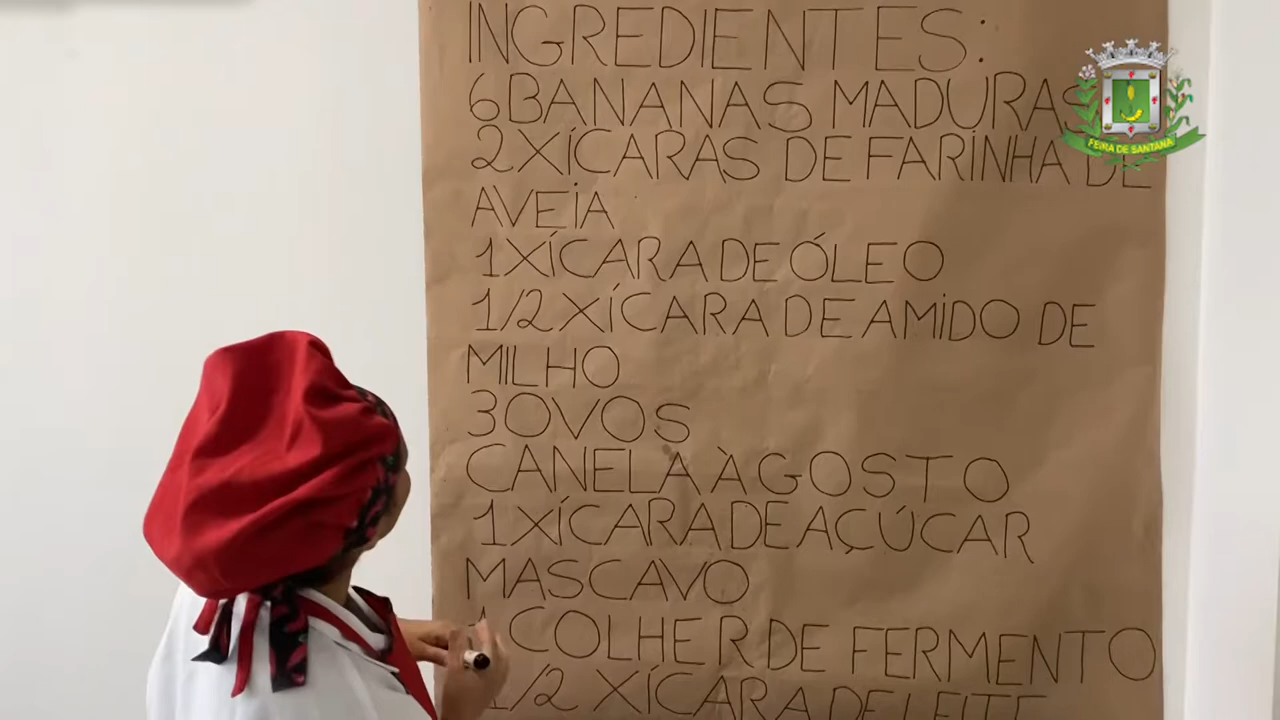 INGREDIENTES:
6 BANANAS MADURAS
2 XÍCARAS DE FARINHA DE
AVEIA
1 XÍCARA DE ÓLEO
1/2 XÍCARA DE AMIDO DE
MILHO
3 OVOS
CANELA À GOSTO
1 XÍCARA DE AÇÚCAR
MASCAVO
1 COLHER DE FERMENTO
1/2 XÍCARA DE LEITE
FEIRA DE SANTANA